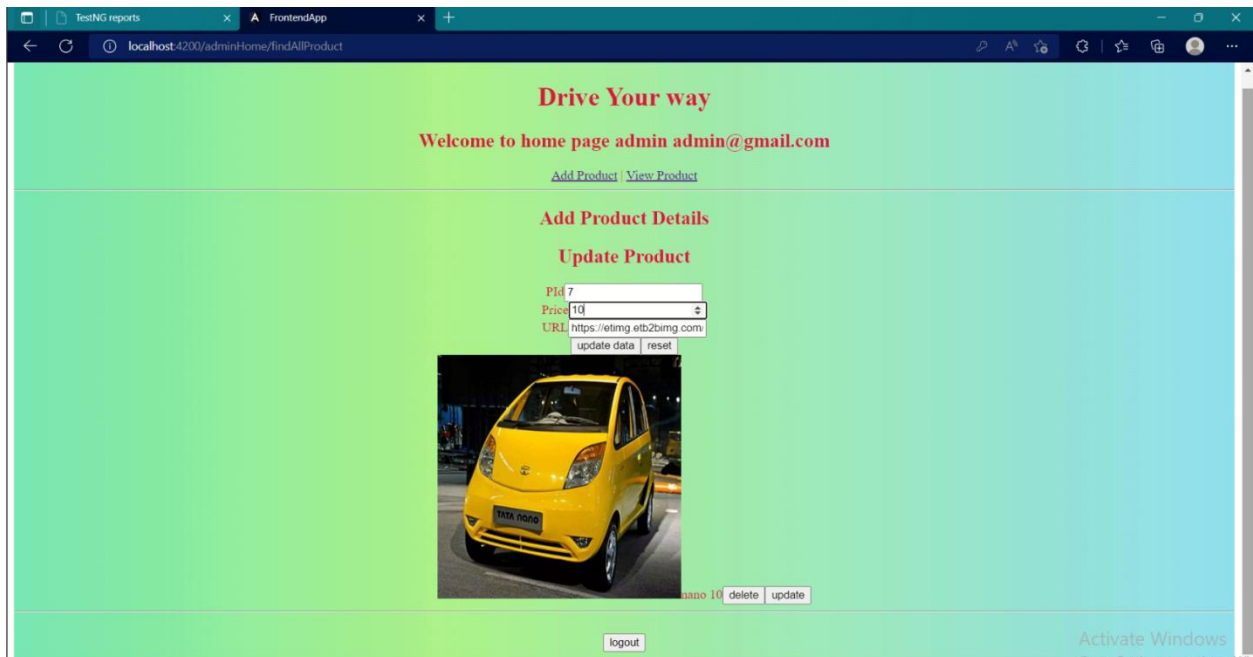 TestNG reports
FrontendApp
localhost:4200/adminHome/findAllProduct
Drive Your way
Welcome to home page admin admin@gmail.com
Add Product | View Product
Add Product Details
Update Product
PId 7
Price 10
URL https://etimg.etb2bimg.com/
update data reset
TATA nano
nano 10 delete update
logout
Activate Windows